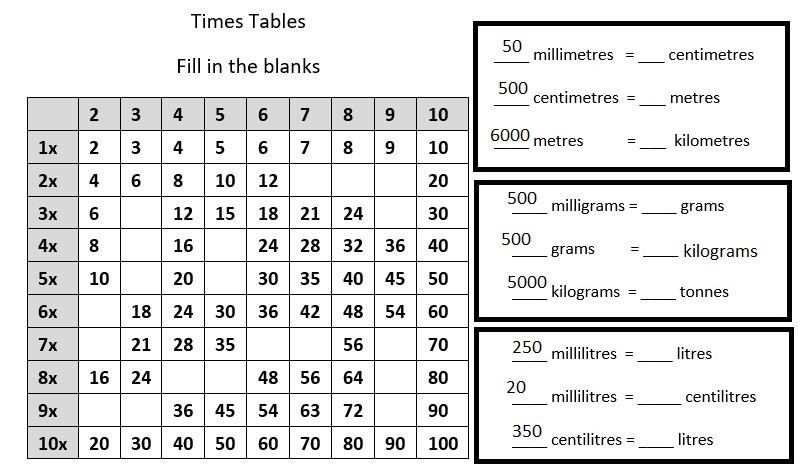 Times Tables
Fill in the blanks
2 3 4 5 6 7 8 9 10
1x 2 3 4 5 6 7 8 9 10
2x 4 6 8 10 12 20
3x 6 12 15 18 21 24 30
4x 8 16 24 28 32 36 40
5x 10 20 30 35 40 45 50
6x 18 24 30 36 42 48 54 60
7x 21 28 35 56 70
8x 16 24 48 56 64 80
9x 36 45 54 63 72 90
10x 20 30 40 50 60 70 80 90 100
50 millimetres = ___ centimetres
500 centimetres = ___ metres
6000 metres = ___ kilometres
500 milligrams = ____ grams
500 grams = ____ kilograms
5000 kilograms = ____ tonnes
250 millilitres = ____ litres
20 millilitres = _____ centilitres
350 centilitres = ____ litres